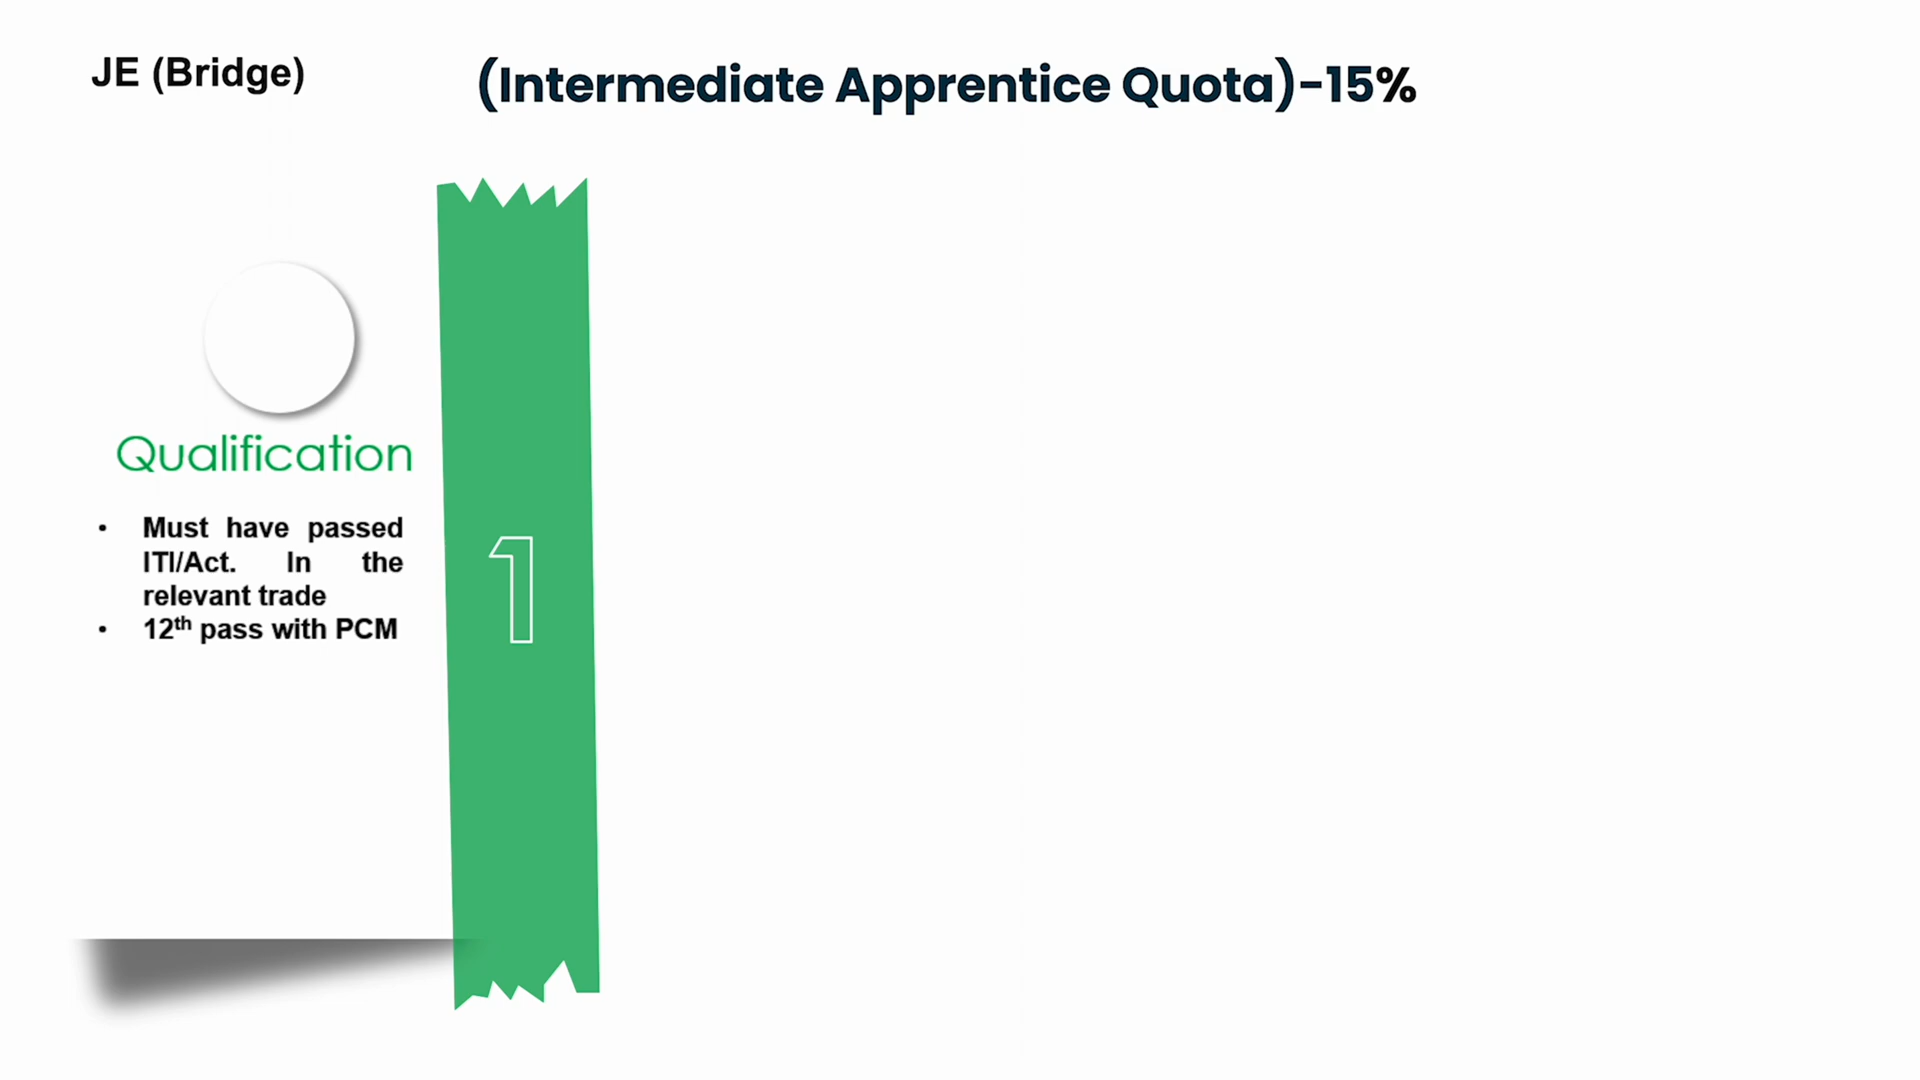 JE (Bridge)
(Intermediate Apprentice Quota)-15%
Qualification
• Must have passed
ITI/Act. In the
relevant trade
• 12th pass with PCM
1